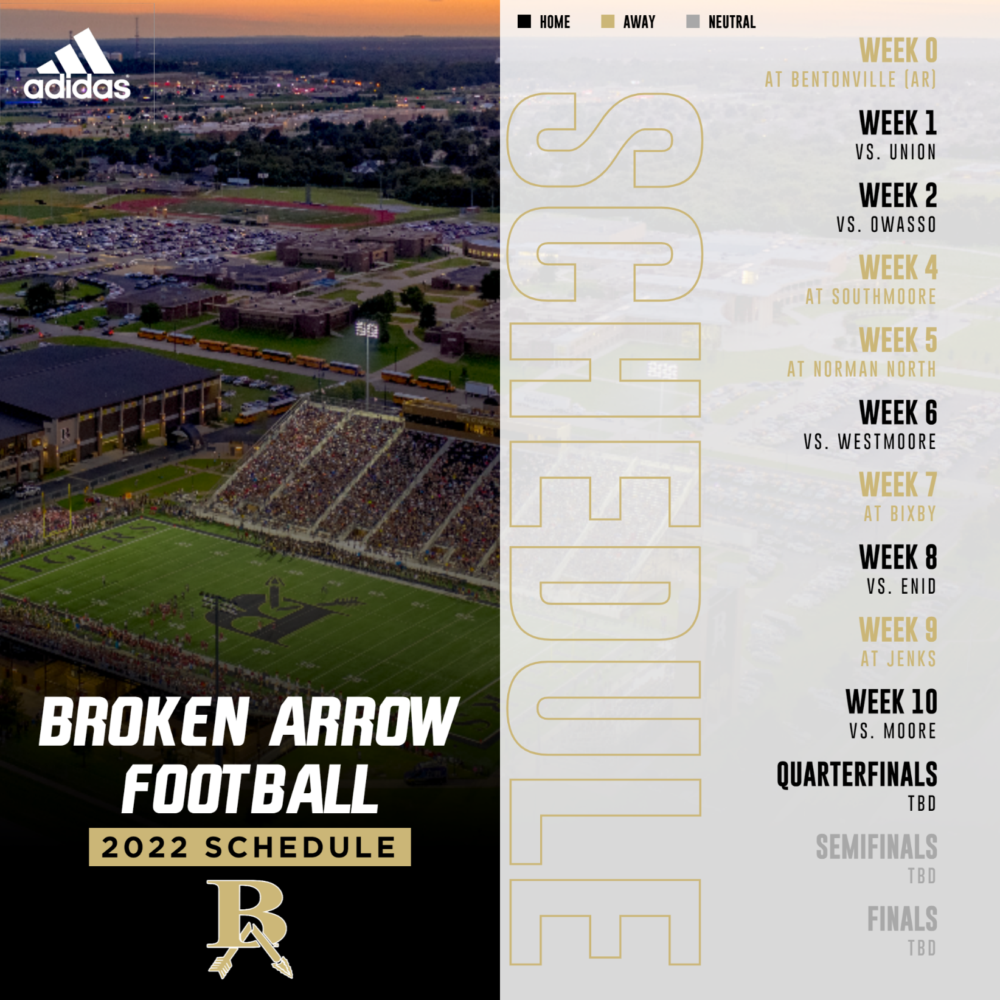 adidas
BROKEN ARROW
FOOTBALL
2022 SCHEDULE
B
HOME
AWAY
NEUTRAL
SCHEDULE
WEEK 0
AT BENTONVILLE (AR)
WEEK 1
VS. UNION
WEEK 2
VS. OWASSO
WEEK 4
AT SOUTHMOORE
WEEK 5
AT NORMAN NORTH
WEEK 6
VS. WESTMOORE
WEEK 7
AT BIXBY
WEEK 8
VS. ENID
WEEK 9
AT JENKS
WEEK 10
VS. MOORE
QUARTERFINALS
TBD
SEMIFINALS
TBD
FINALS
TBD
TIGERS